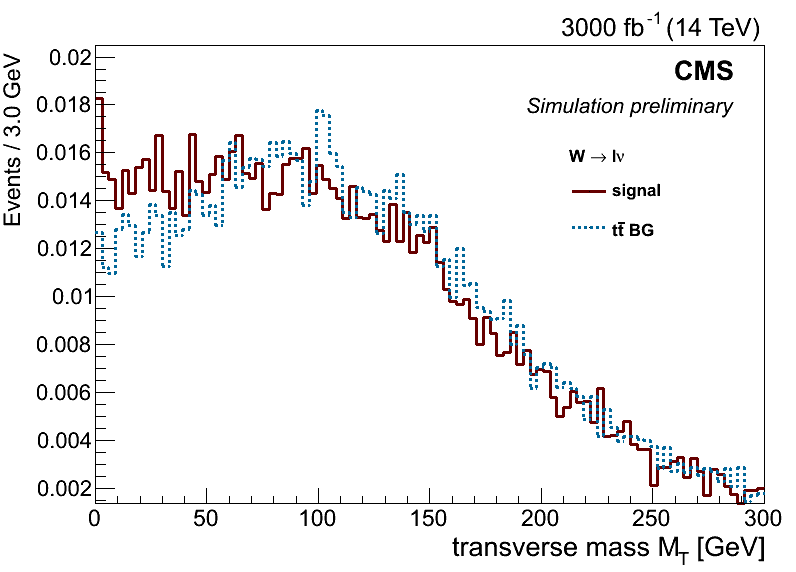 3000 fb-1 (14 TeV)
CMS
Simulation preliminary
W → lν
signal
tt̄ BG
Events / 3.0 GeV
0.02
0.018
0.016
0.014
0.012
0.01
0.008
0.006
0.004
0.002
0 50 100 150 200 250 300
transverse mass MT [GeV]